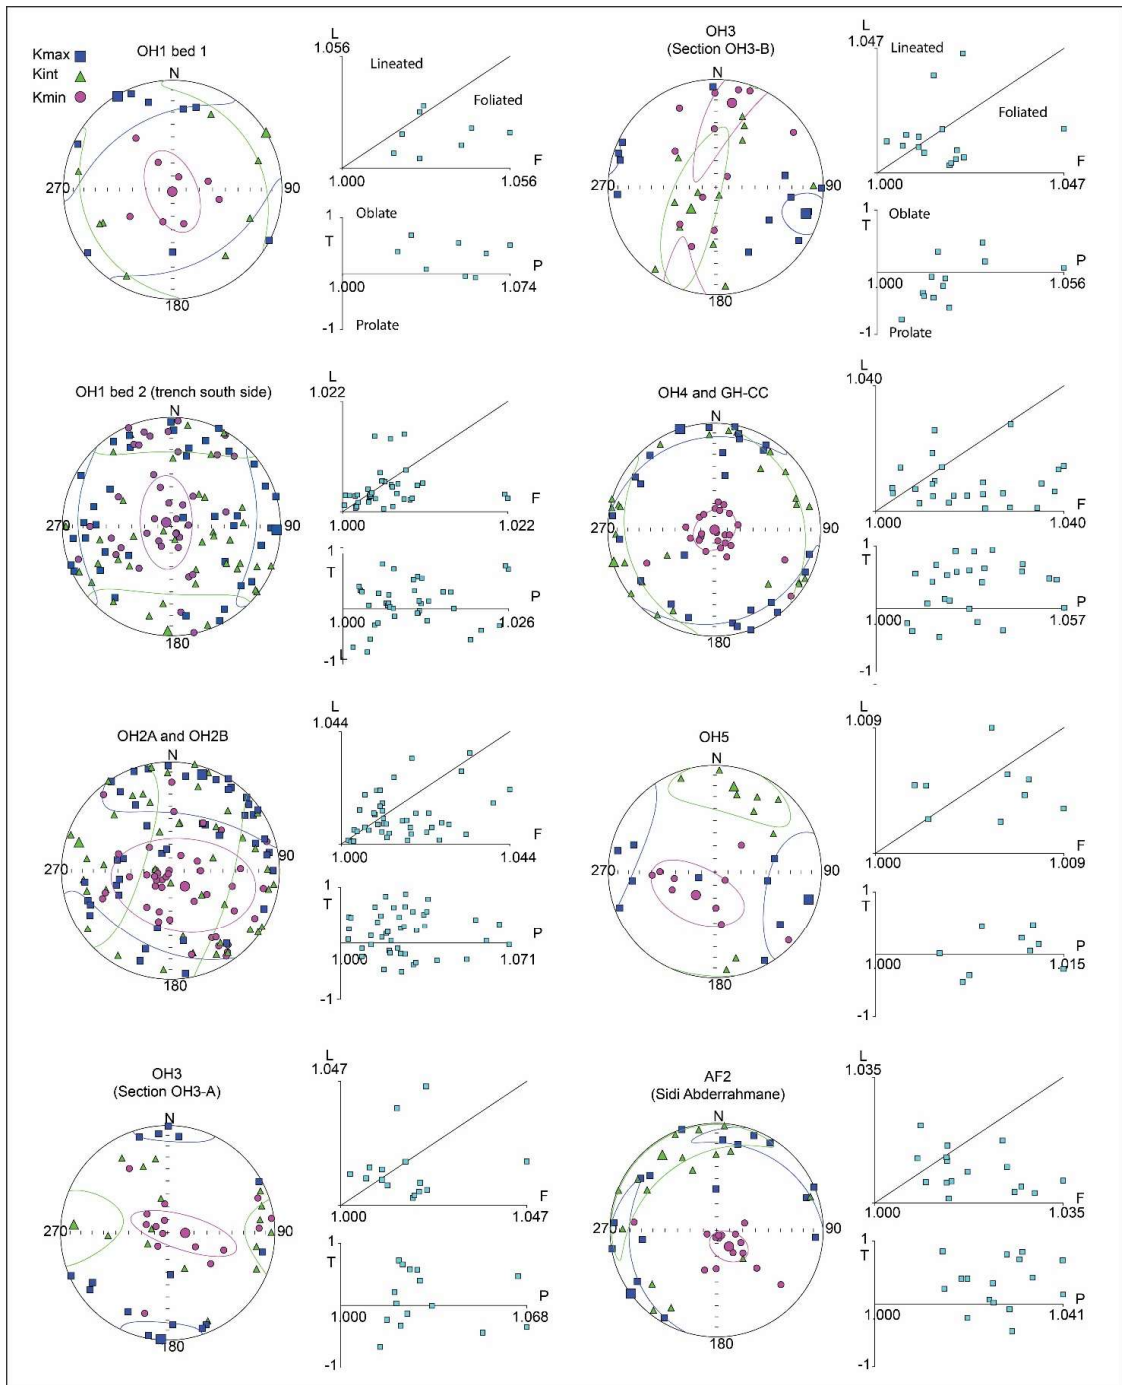 Kmax
Kint
Kmin
OH1 bed 1
N
270
90
180
L
1.056
Lineated
Foliated
F
1.000
1.056
1
T
Oblate
P
1.000
1.074
-1
Prolate
OH3
(Section OH3-B)
N
270
90
180
L
1.047
Lineated
Foliated
F
1.000
1.047
1
T
Oblate
P
1.000
1.056
-1
Prolate
OH1 bed 2 (trench south side)
N
270
90
180
L
1.022
F
1.000
1.022
1
T
P
1.000
1.026
-1
OH4 and GH-CC
N
270
90
180
L
1.040
F
1.000
1.040
1
T
P
1.000
1.057
-1
OH2A and OH2B
N
270
90
180
L
1.044
F
1.000
1.044
1
T
P
1.000
1.071
-1
OH5
N
270
90
180
L
1.009
F
1.000
1.009
1
T
P
1.000
1.015
-1
OH3
(Section OH3-A)
N
270
90
180
L
1.047
F
1.000
1.047
1
T
P
1.000
1.068
-1
AF2
(Sidi Abderrahmane)
N
270
90
180
L
1.035
F
1.000
1.035
1
T
P
1.000
1.041
-1